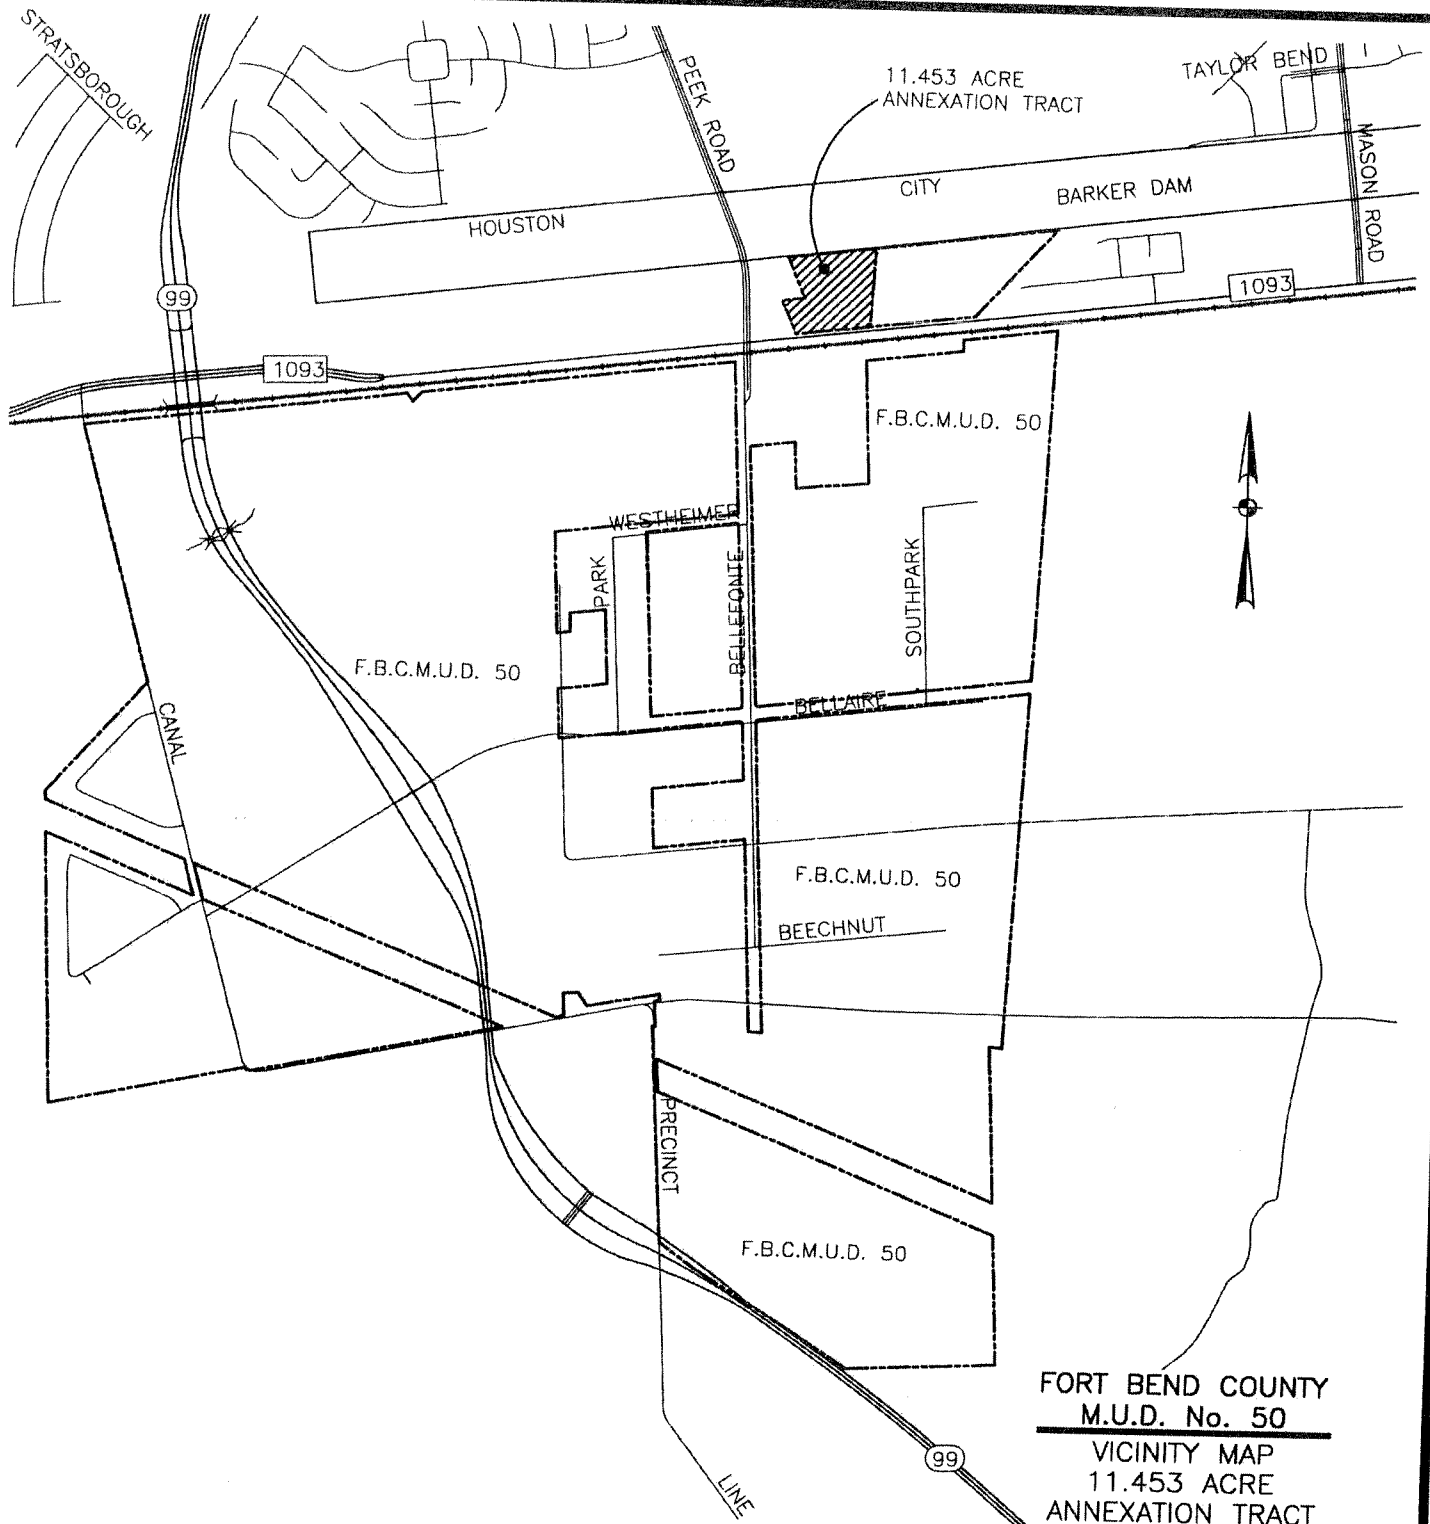 STRATSBOROUGH
PEEK ROAD
11.453 ACRE
ANNEXATION TRACT
TAYLOR BEND
MASON ROAD
CITY
BARKER DAM
HOUSTON
99
1093
1093
F.B.C.M.U.D. 50
WESTHEIMER
PARK
BELLEFONTE
SOUTHPARK
F.B.C.M.U.D. 50
BELLAIRE
CANAL
F.B.C.M.U.D. 50
BEECHNUT
PRECINCT
F.B.C.M.U.D. 50
LINE
99
FORT BEND COUNTY
M.U.D. No. 50
VICINITY MAP
11.453 ACRE
ANNEXATION TRACT